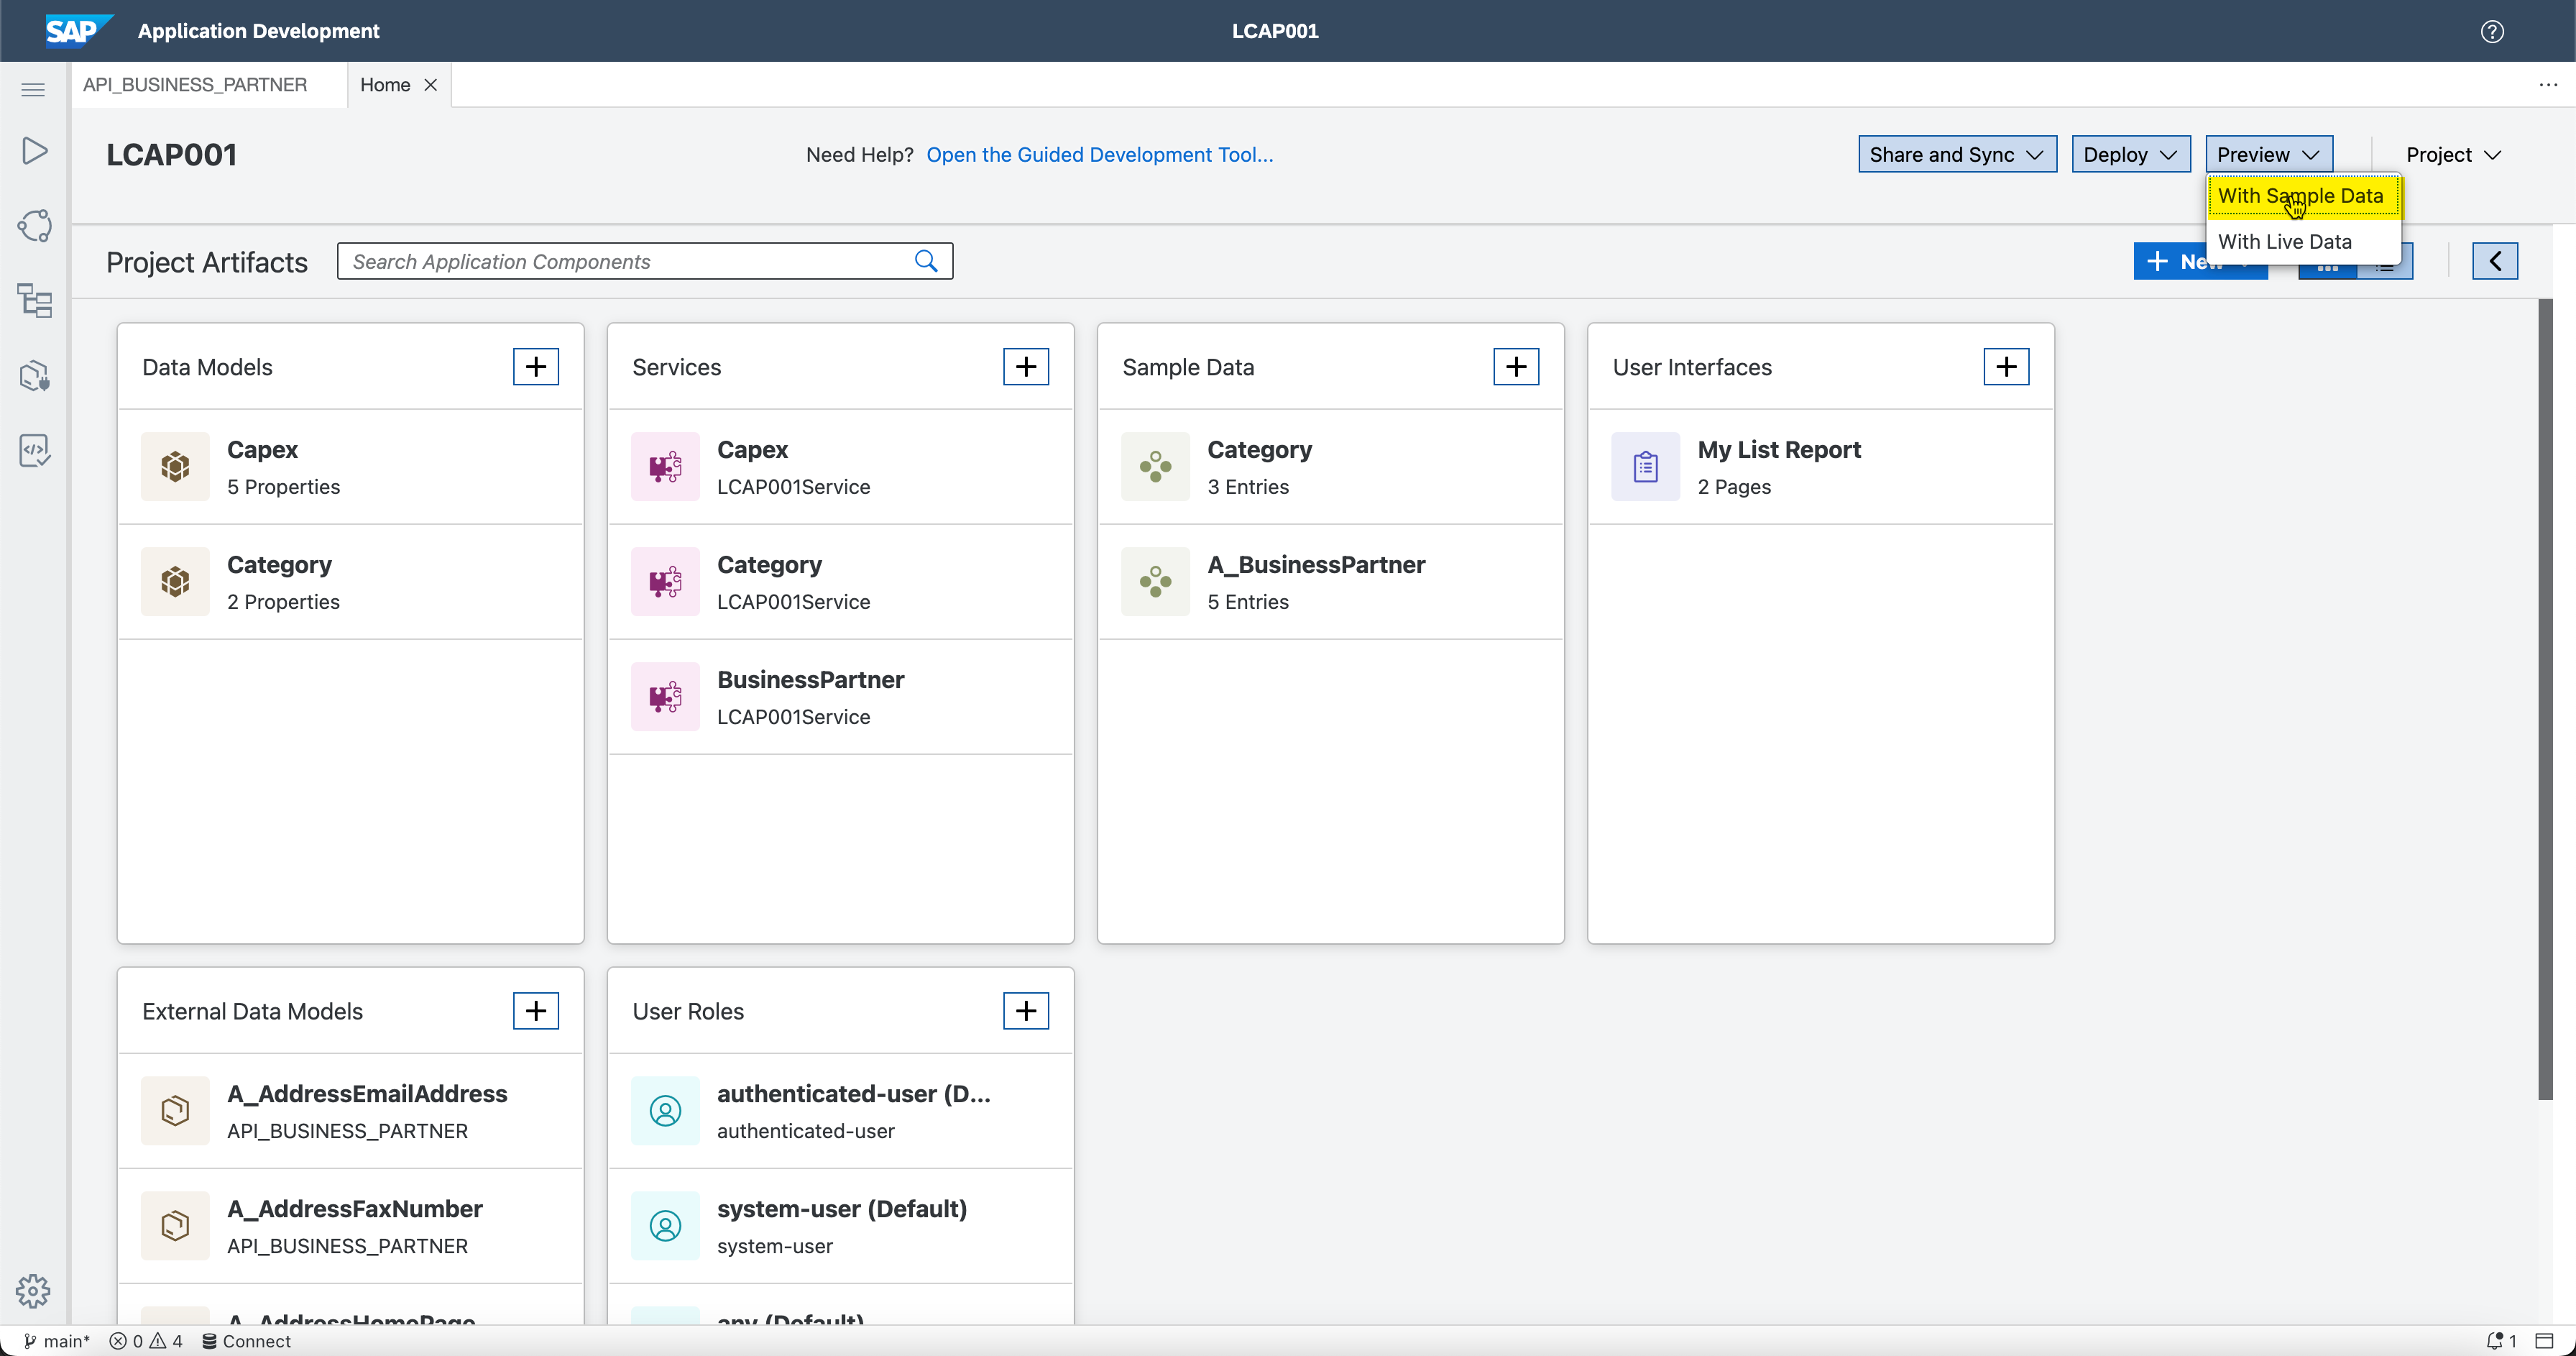 SAP Application Development LCAP001
API_BUSINESS_PARTNER Home
LCAP001 Need Help? Open the Guided Development Tool... Share and Sync Deploy Preview Project
With Sample Data
With Live Data
Project Artifacts Search Application Components
Data Models
Capex
5 Properties
Category
2 Properties
Services
Capex
LCAP001Service
Category
LCAP001Service
BusinessPartner
LCAP001Service
Sample Data
Category
3 Entries
A_BusinessPartner
5 Entries
User Interfaces
My List Report
2 Pages
External Data Models
A_AddressEmailAddress
API_BUSINESS_PARTNER
A_AddressFaxNumber
API_BUSINESS_PARTNER
A_AddressHomePage
User Roles
authenticated-user (D...
authenticated-user
system-user (Default)
system-user
any (Default)
main* 0 4 Connect 1